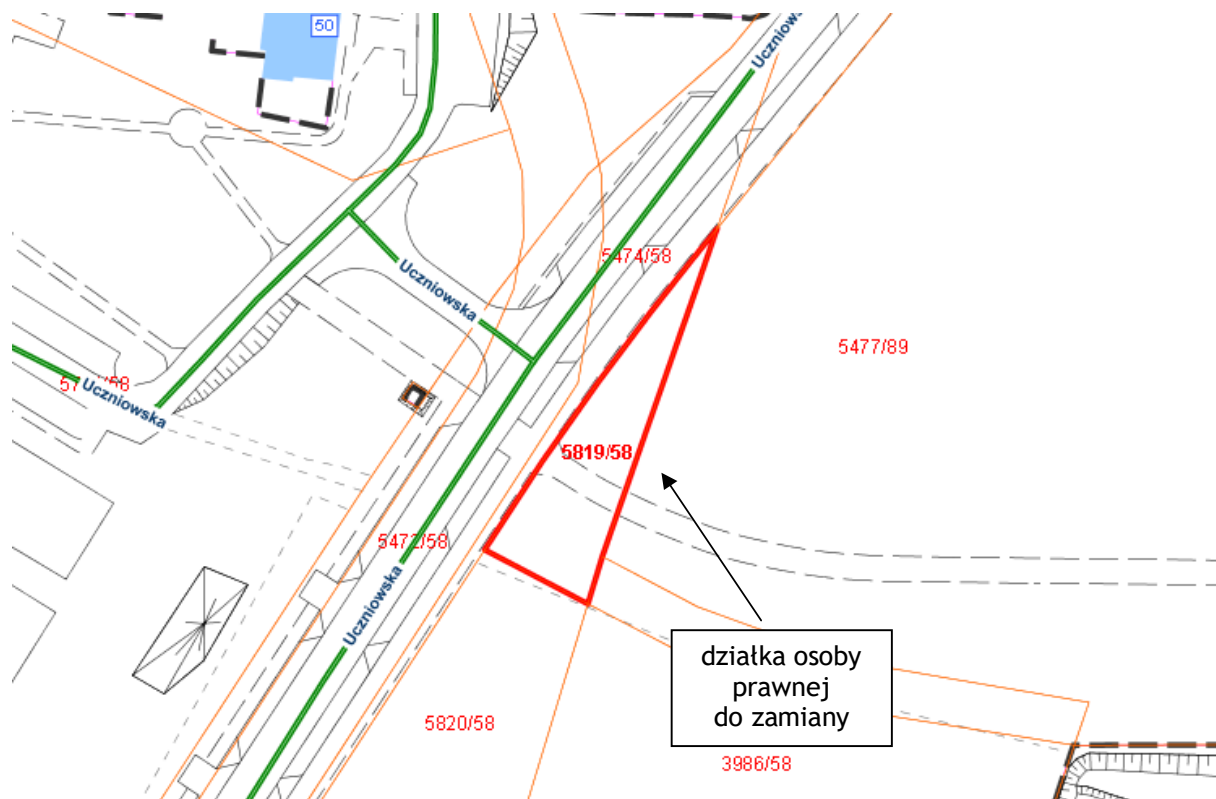 50
Uczniowska
5474/58
Uczniowska
5477/89
Uczniowska
5819/58
5472/58
Uczniowska
działka osoby
prawnej
do zamiany
5820/58
3986/58